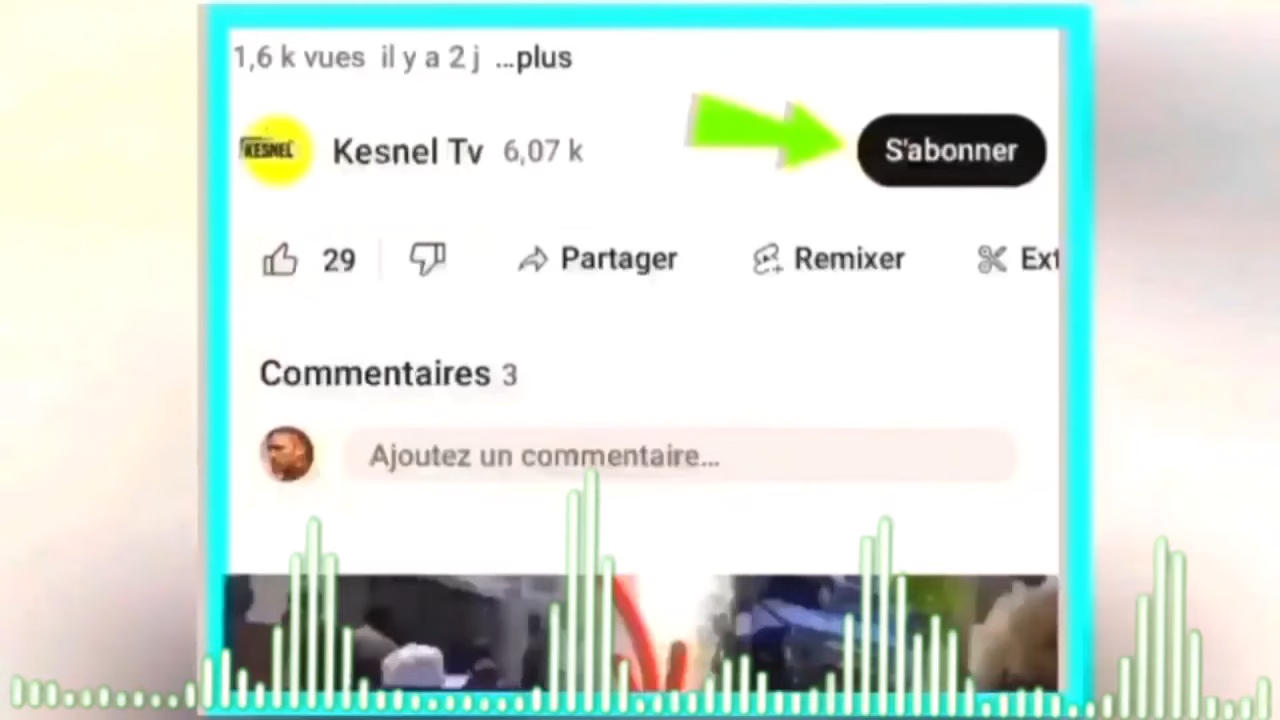 1,6 k vues il y a 2 j ...plus
KESNEL
Kesnel Tv 6,07 k
S'abonner
29
Partager
Remixer
Ext
Commentaires 3
Ajoutez un commentaire...